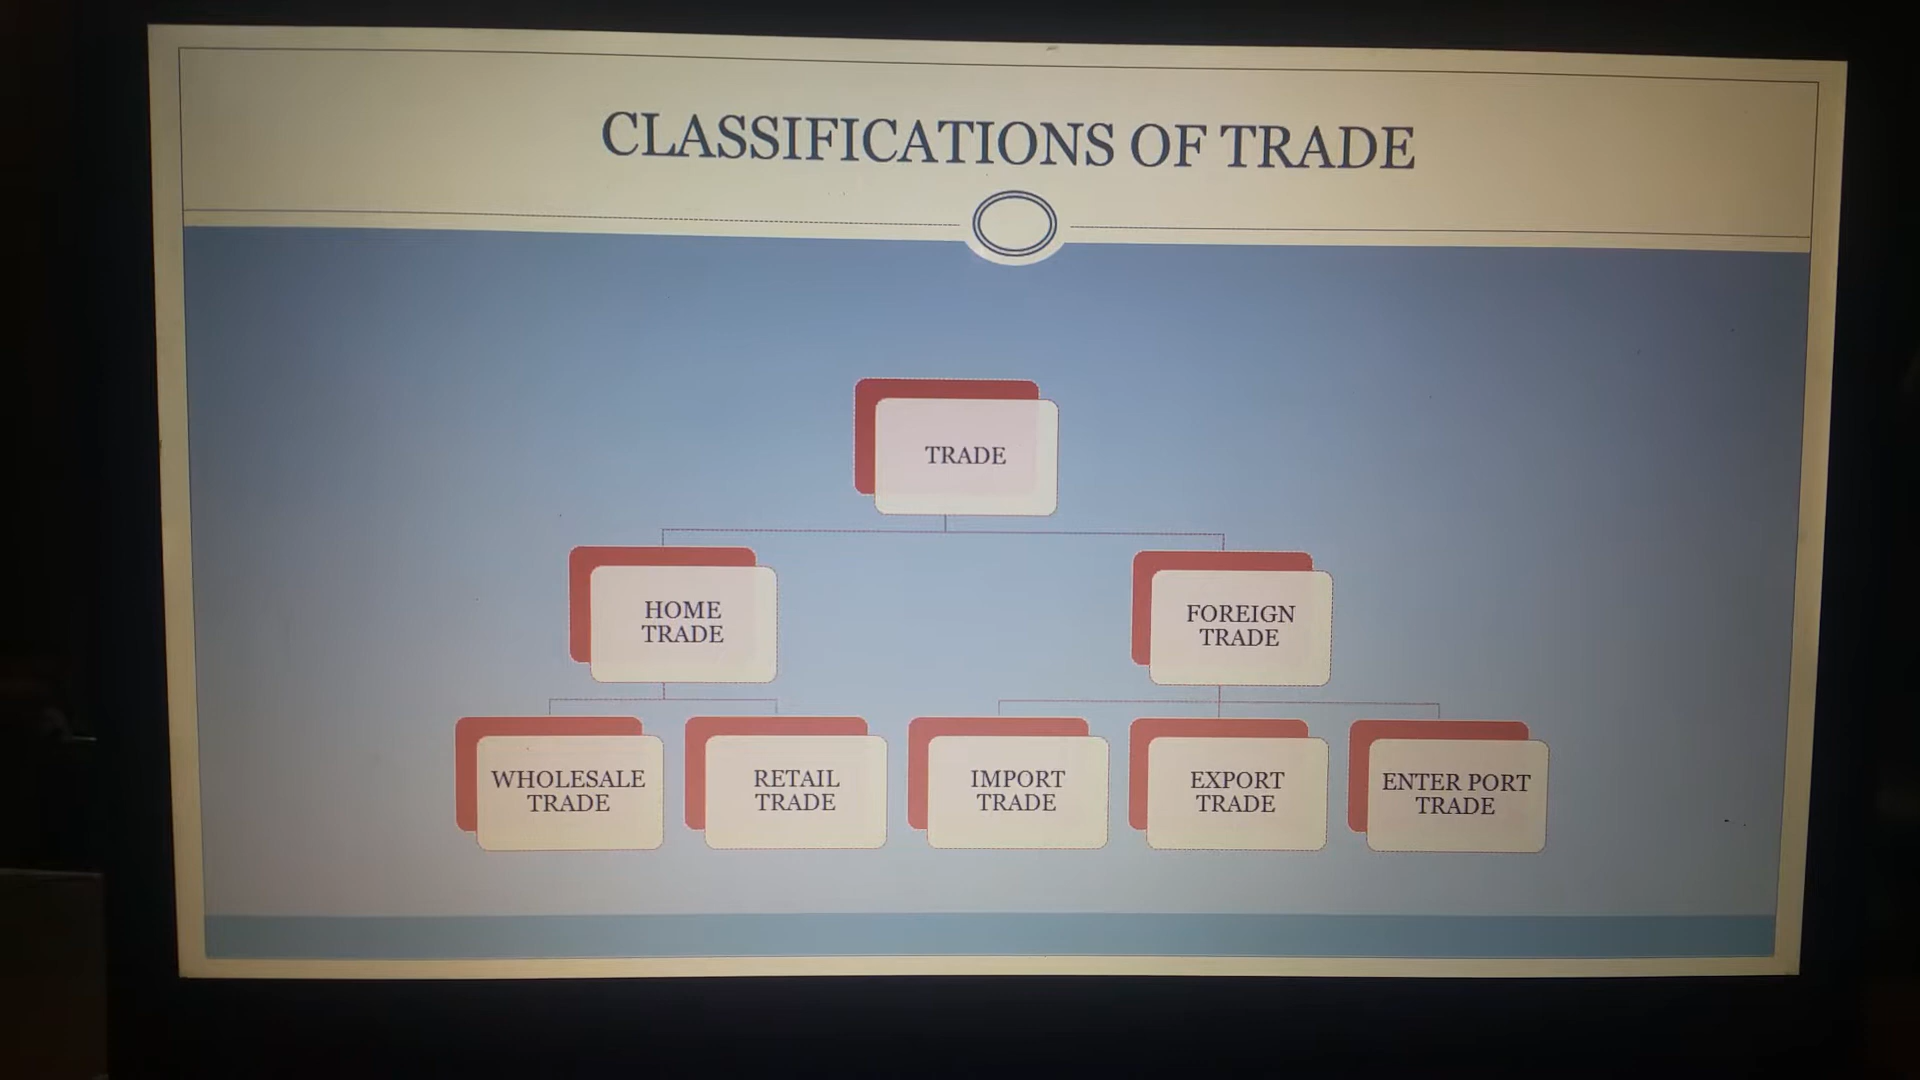 CLASSIFICATIONS OF TRADE
TRADE
HOME
TRADE
FOREIGN
TRADE
WHOLESALE
TRADE
RETAIL
TRADE
IMPORT
TRADE
EXPORT
TRADE
ENTER PORT
TRADE